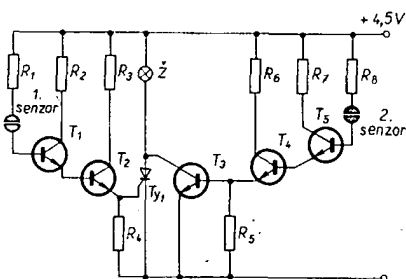 + 4,5V
R1
R2
R3
Ž
R6
R7
R8
1.
senzor
T1
T2
Ty1
T3
T4
T5
2.
senzor
R4
R5